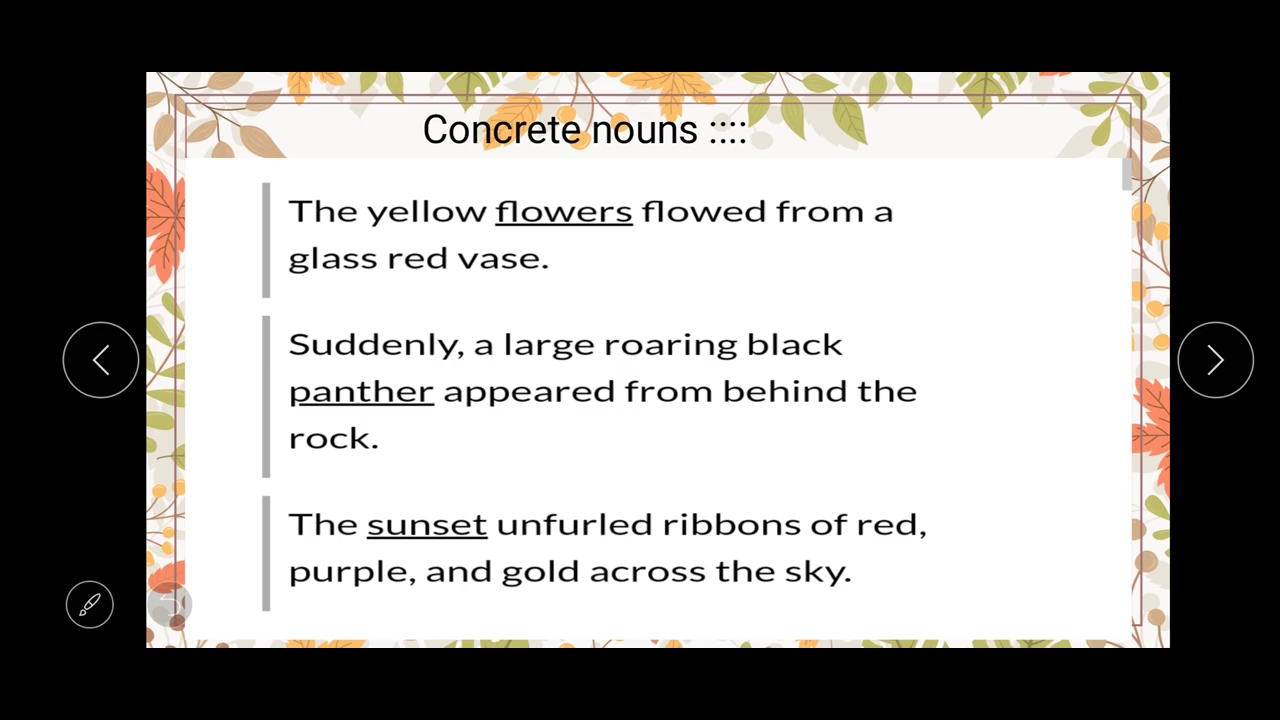 Concrete nouns ::::
The yellow flowers flowed from a
glass red vase.
Suddenly, a large roaring black
panther appeared from behind the
rock.
The sunset unfurled ribbons of red,
purple, and gold across the sky.